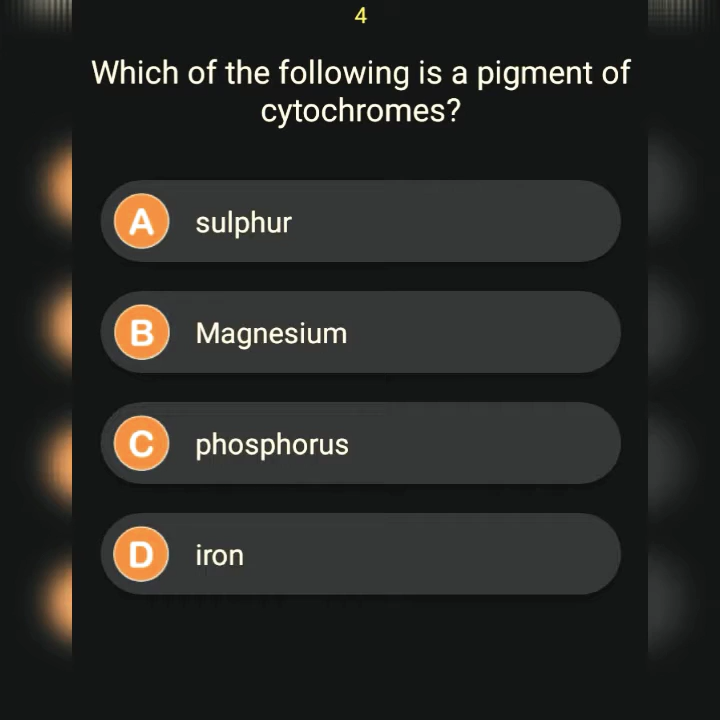 4
Which of the following is a pigment of
cytochromes?
A sulphur
B Magnesium
C phosphorus
D iron